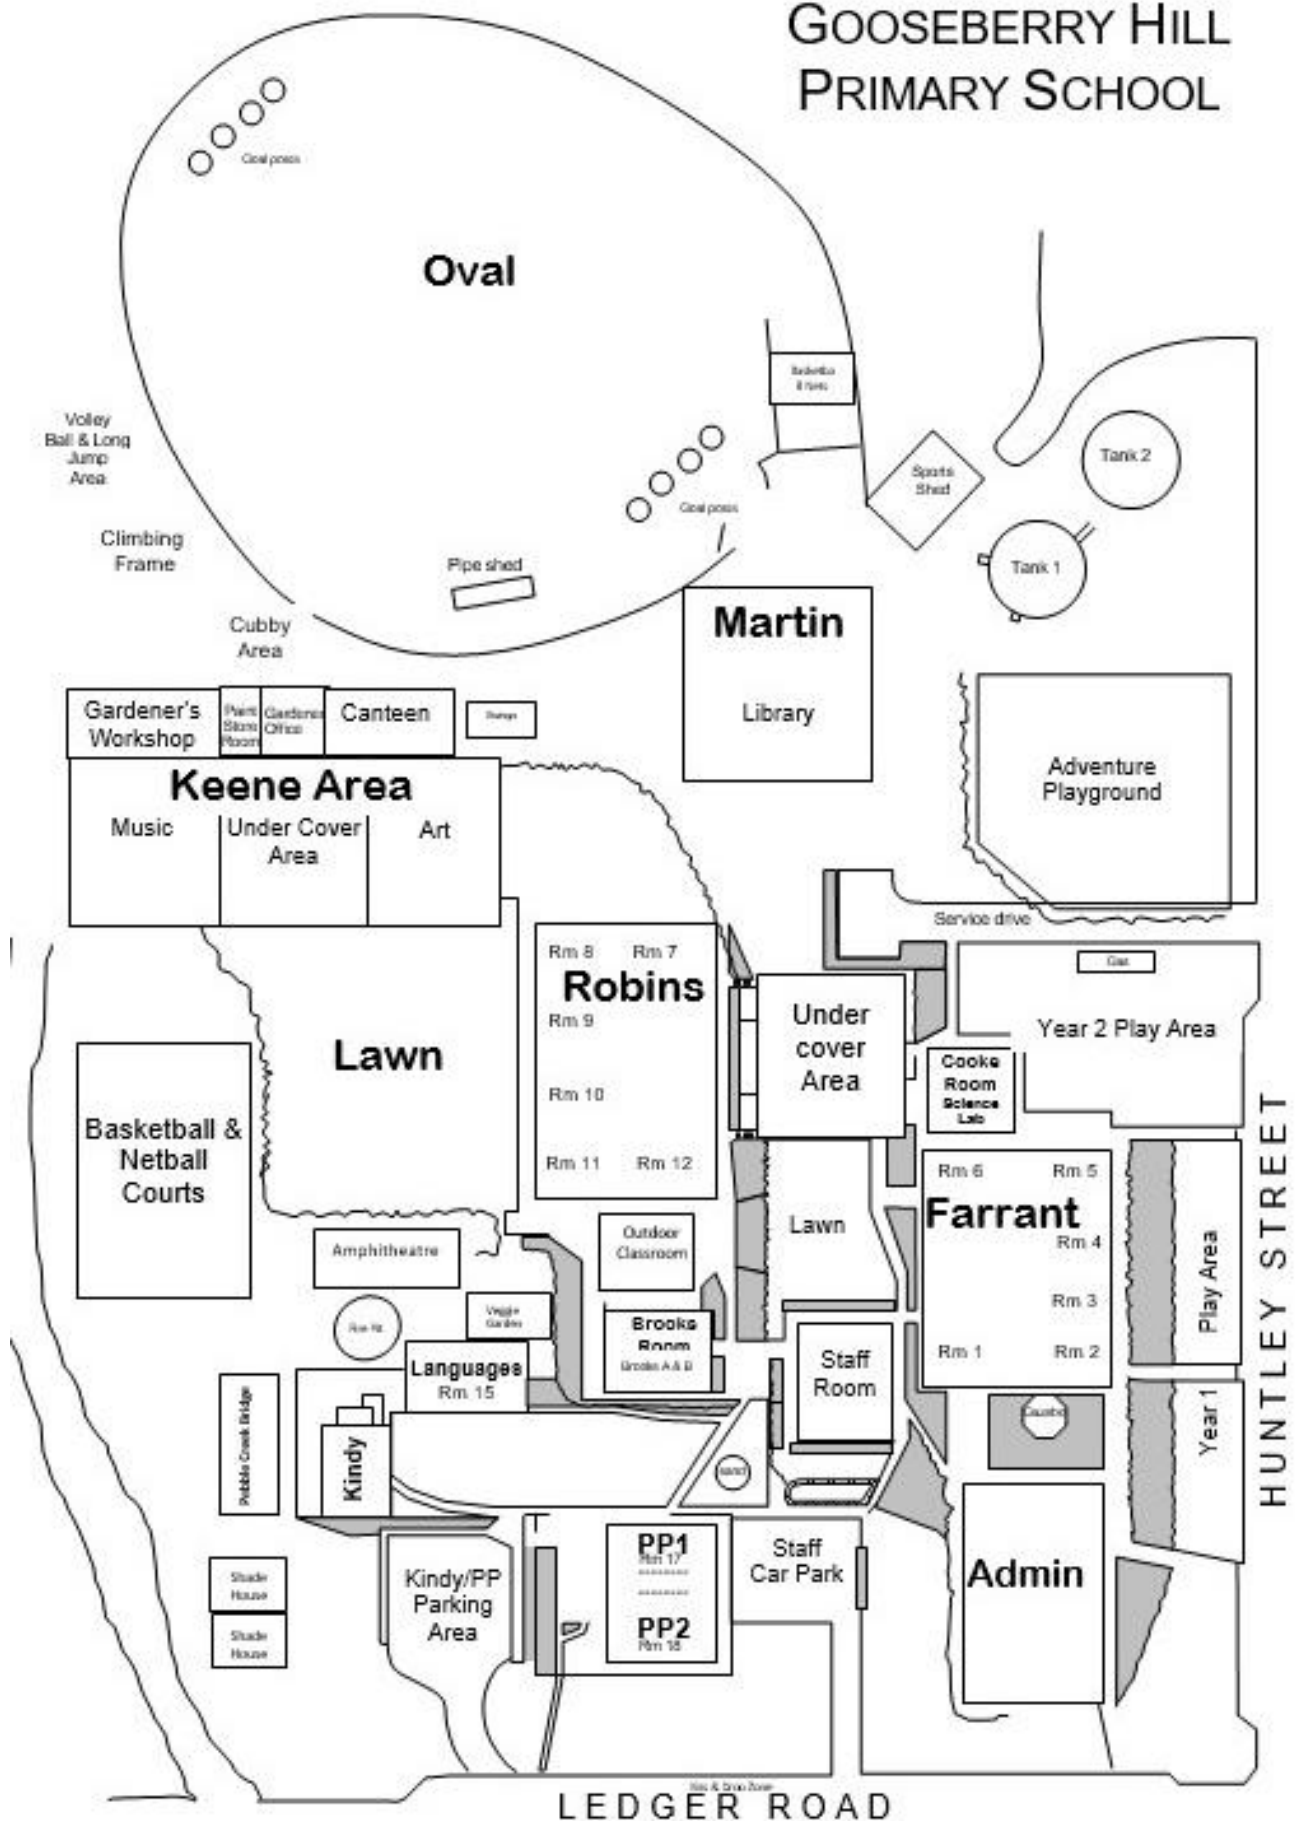 GOOSEBERRY HILL
PRIMARY SCHOOL
Goal posts
Oval
Volley
Ball & Long
Jump
Area
Tank 2
Sports
Shed
Goal posts
Climbing
Frame
Pipe shed
Tank 1
Cubby
Area
Martin
Library
Gardener's
Workshop
Paint
Store
Room
Office
Canteen
Keene Area
Music
Under Cover
Area
Art
Adventure
Playground
Service drive
Rm 8
Rm 7
Robins
Rm 9
Rm 10
Rm 11
Rm 12
Gas
Year 2 Play Area
Under
cover
Area
Lawn
Cooke
Room
Science
Lab
Basketball &
Netball
Courts
Rm 6
Rm 5
Farrant
Rm 4
Rm 3
Rm 1
Rm 2
Lawn
Outdoor
Classroom
Amphitheatre
Veggie
Garden
Brooks
Room
Brooks A & B
Staff
Room
Languages
Rm 15
Play Area
Year 1
HUNTLEY STREET
Kindy
Pebble Creek Bridge
sand
PP1
Rm 17
PP2
Rm 18
Staff
Car Park
Admin
Kindy/PP
Parking
Area
Shade
House
Shade
House
Kiss & Drop Zone
LEDGER ROAD